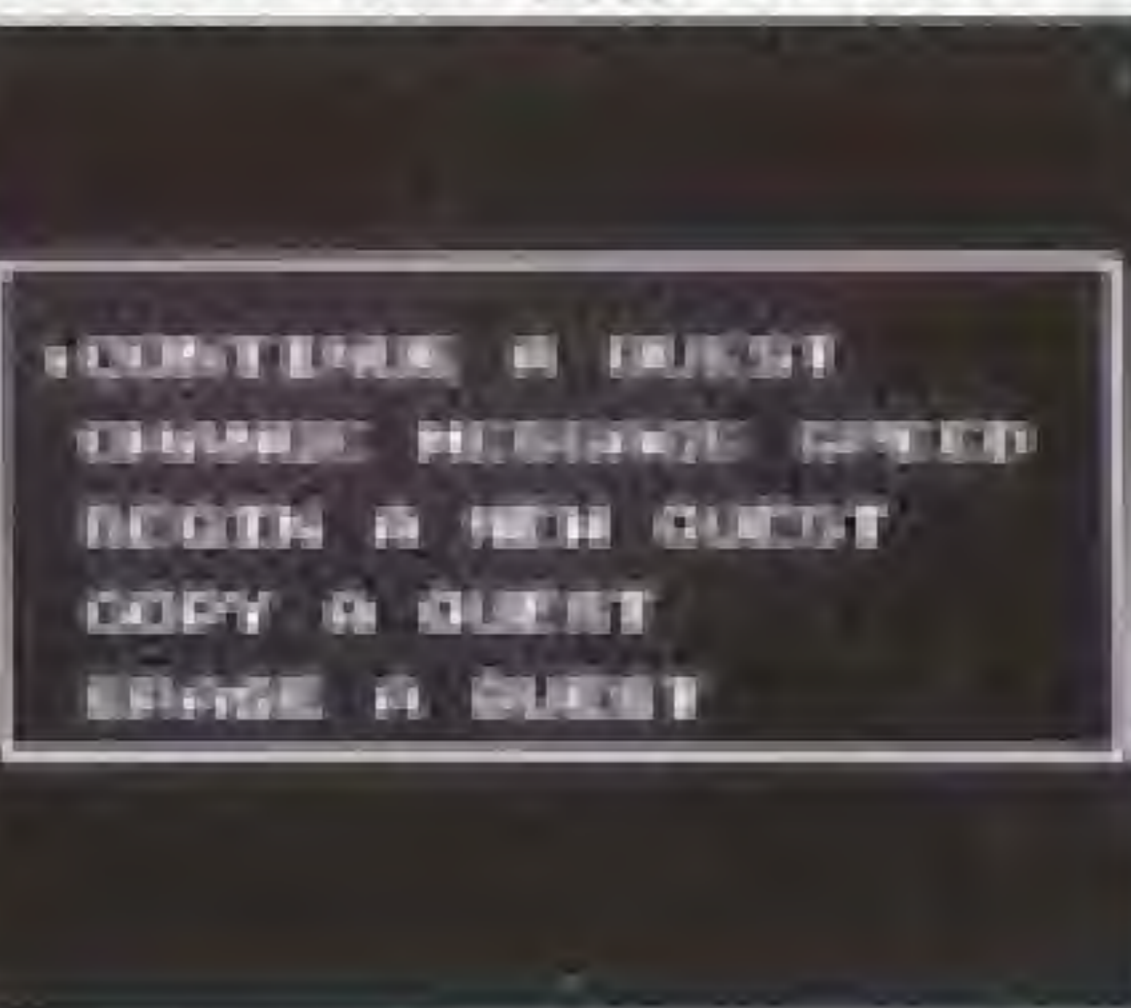 CONTINUE A QUEST
CHANGE MESSAGE SPEED
BEGIN A NEW QUEST
COPY A QUEST
ERASE A QUEST